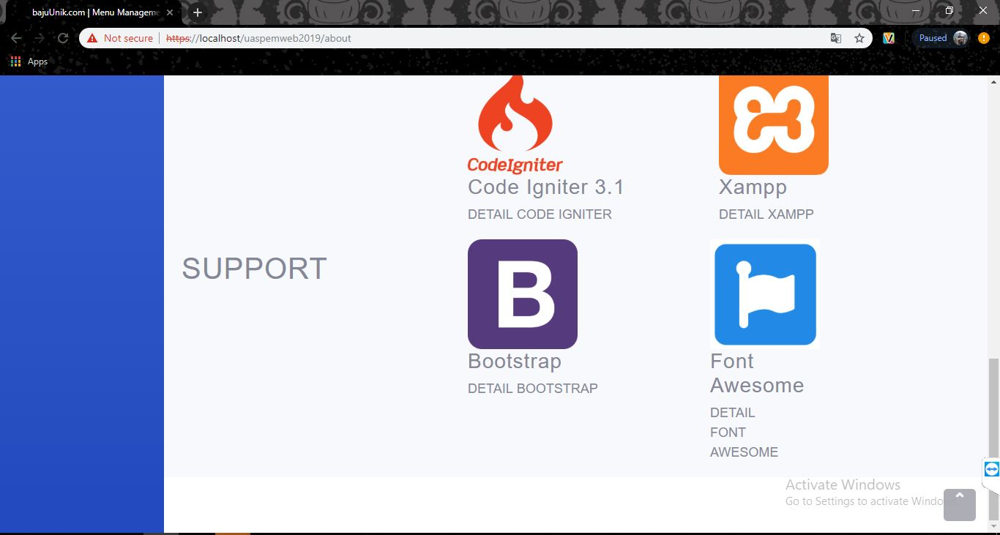 bajuUnik.com | Menu Manageme
Not secure
https://localhost/uaspemweb2019/about
Paused
Apps
CodeIgniter
Code Igniter 3.1
DETAIL CODE IGNITER
Xampp
DETAIL XAMPP
SUPPORT
B
Bootstrap
DETAIL BOOTSTRAP
Font
Awesome
DETAIL
FONT
AWESOME
Activate Windows
Go to Settings to activate Windo